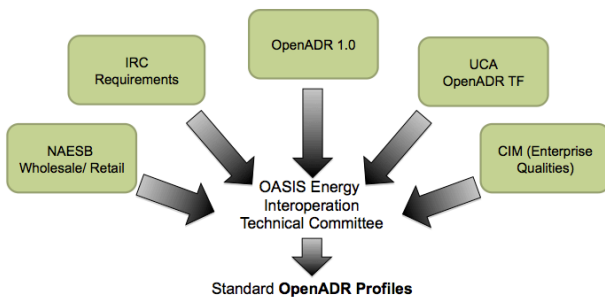 OpenADR 1.0
IRC
Requirements
UCA
OpenADR TF
NAESB
Wholesale/ Retail
CIM (Enterprise
Qualities)
OASIS Energy
Interoperation
Technical Committee
Standard OpenADR Profiles